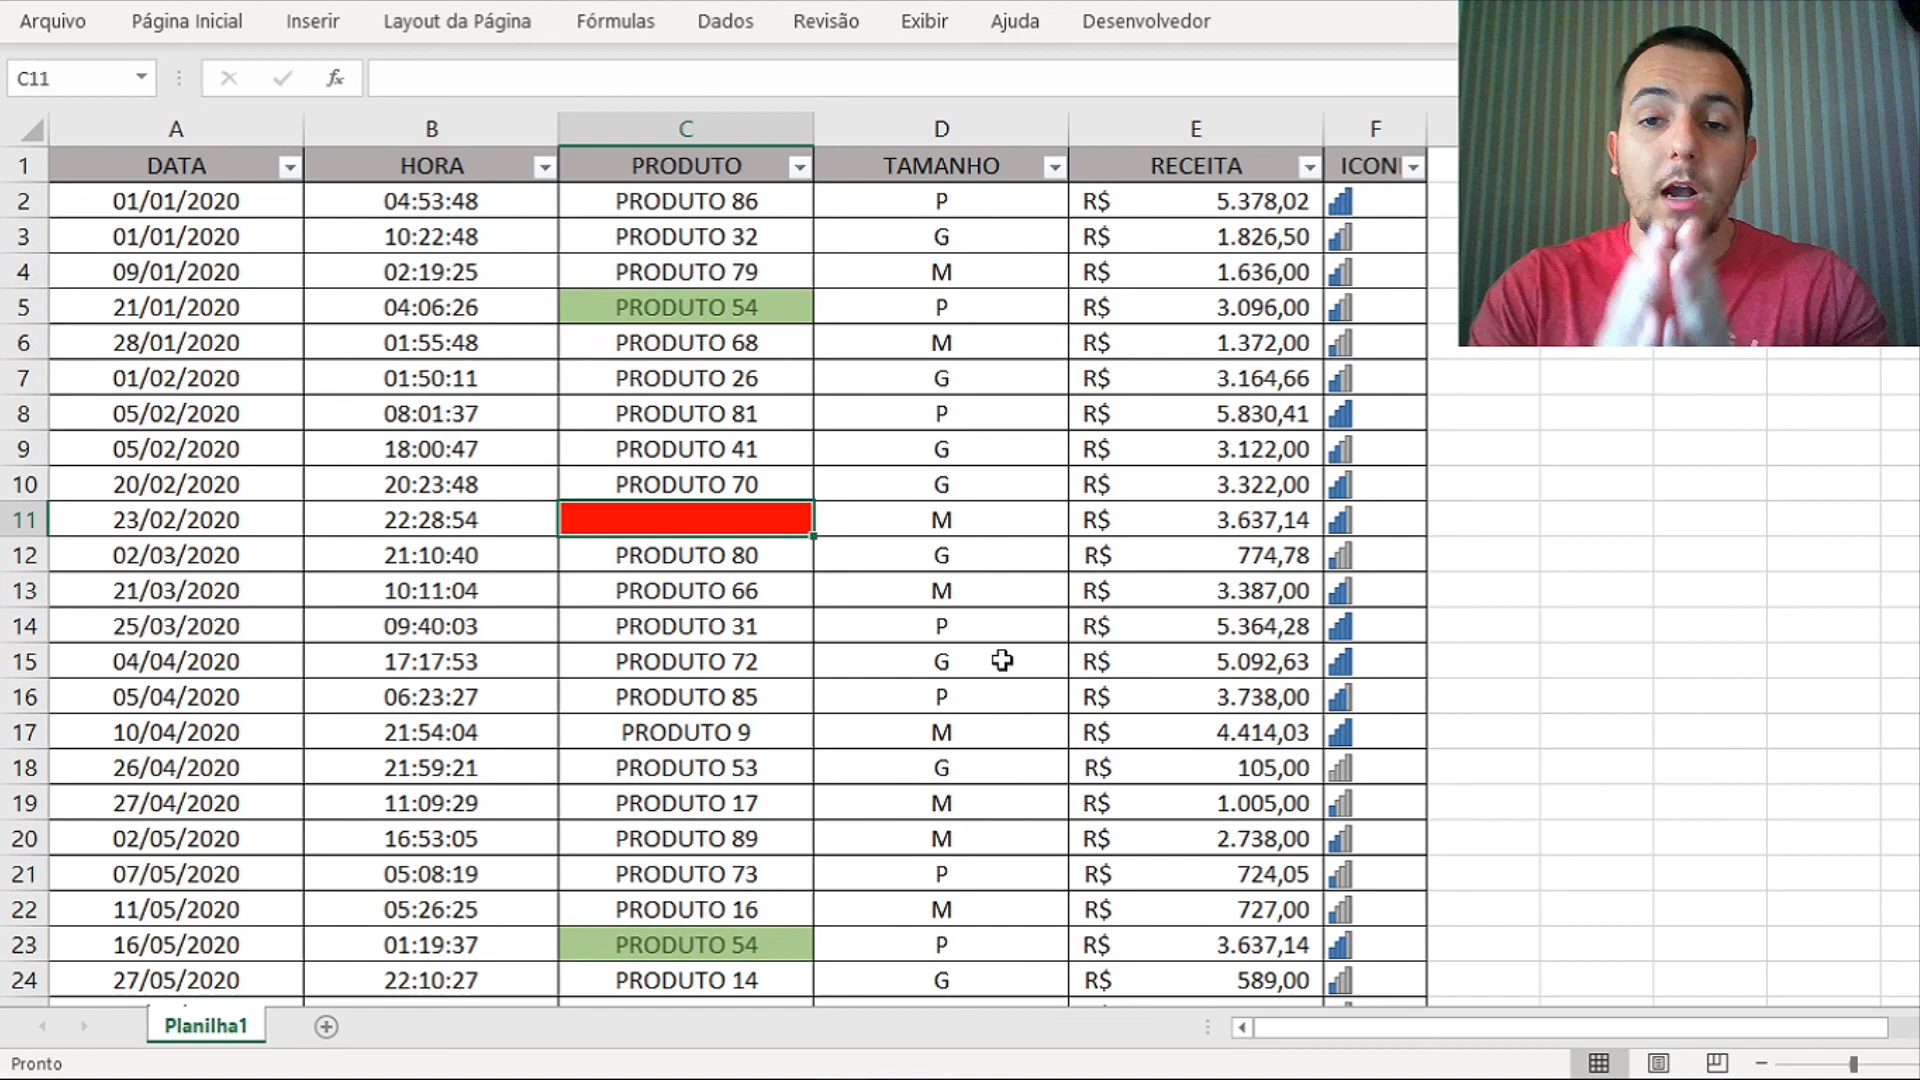 Arquivo Página Inicial Inserir Layout da Página Fórmulas Dados Revisão Exibir Ajuda Desenvolvedor
C11 fx
A B C D E F
1 DATA HORA PRODUTO TAMANHO RECEITA ICON
2 01/01/2020 04:53:48 PRODUTO 86 P R$ 5.378,02
3 01/01/2020 10:22:48 PRODUTO 32 G R$ 1.826,50
4 09/01/2020 02:19:25 PRODUTO 79 M R$ 1.636,00
5 21/01/2020 04:06:26 PRODUTO 54 P R$ 3.096,00
6 28/01/2020 01:55:48 PRODUTO 68 M R$ 1.372,00
7 01/02/2020 01:50:11 PRODUTO 26 G R$ 3.164,66
8 05/02/2020 08:01:37 PRODUTO 81 P R$ 5.830,41
9 05/02/2020 18:00:47 PRODUTO 41 G R$ 3.122,00
10 20/02/2020 20:23:48 PRODUTO 70 G R$ 3.322,00
11 23/02/2020 22:28:54 M R$ 3.637,14
12 02/03/2020 21:10:40 PRODUTO 80 G R$ 774,78
13 21/03/2020 10:11:04 PRODUTO 66 M R$ 3.387,00
14 25/03/2020 09:40:03 PRODUTO 31 P R$ 5.364,28
15 04/04/2020 17:17:53 PRODUTO 72 G R$ 5.092,63
16 05/04/2020 06:23:27 PRODUTO 85 P R$ 3.738,00
17 10/04/2020 21:54:04 PRODUTO 9 M R$ 4.414,03
18 26/04/2020 21:59:21 PRODUTO 53 G R$ 105,00
19 27/04/2020 11:09:29 PRODUTO 17 M R$ 1.005,00
20 02/05/2020 16:53:05 PRODUTO 89 M R$ 2.738,00
21 07/05/2020 05:08:19 PRODUTO 73 P R$ 724,05
22 11/05/2020 05:26:25 PRODUTO 16 M R$ 727,00
23 16/05/2020 01:19:37 PRODUTO 54 P R$ 3.637,14
24 27/05/2020 22:10:27 PRODUTO 14 G R$ 589,00
Planilha1
Pronto